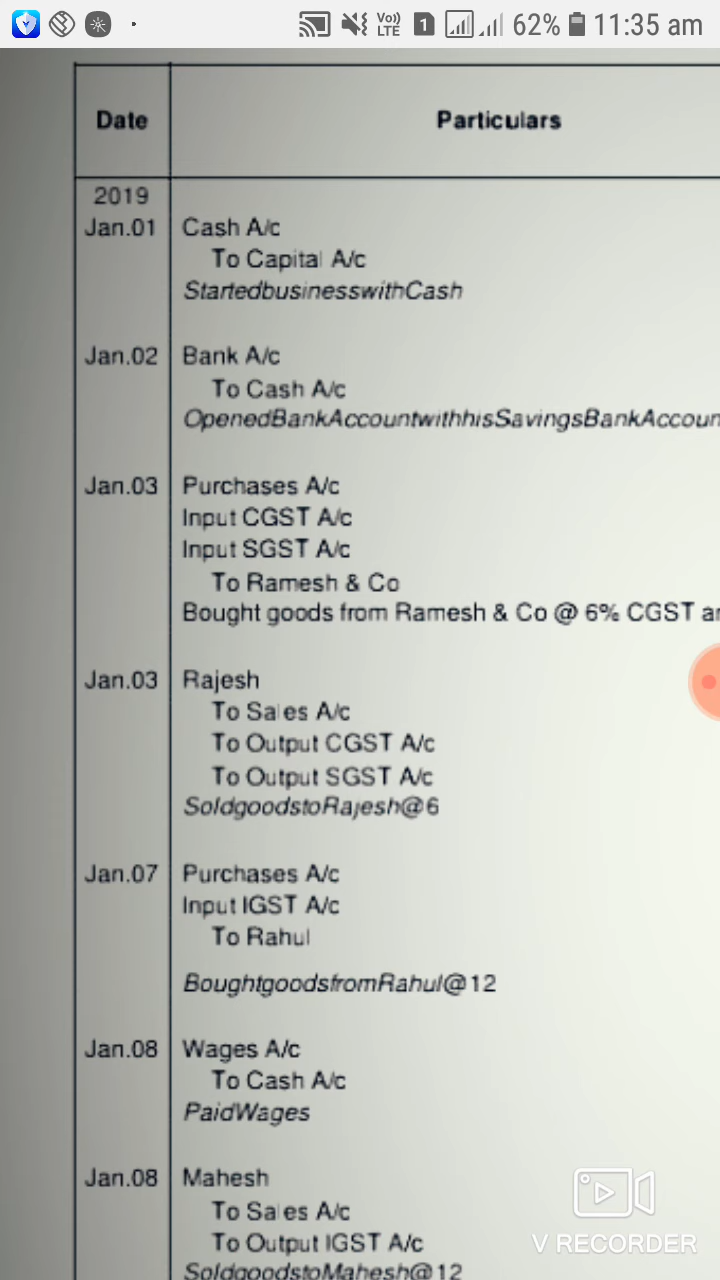 Vo)) LTE 1 62% 11:35 am
Date Particulars
2019
Jan.01 Cash A/c
To Capital A/c
StartedbusinesswithCash
Jan.02 Bank A/c
To Cash A/c
OpenedBankAccountwithhisSavingsBankAccoun
Jan.03 Purchases A/c
Input CGST A/c
Input SGST A/c
To Ramesh & Co
Bought goods from Ramesh & Co @ 6% CGST ar
Jan.03 Rajesh
To Sales A/c
To Output CGST A/c
To Output SGST A/c
SoldgoodstoRajesh@6
Jan.07 Purchases A/c
Input IGST A/c
To Rahul
BoughtgoodsfromRahul@12
Jan.08 Wages A/c
To Cash A/c
PaidWages
Jan.08 Mahesh
To Sales A/c
To Output IGST A/c
SoldgoodstoMahesh@12
V RECORDER